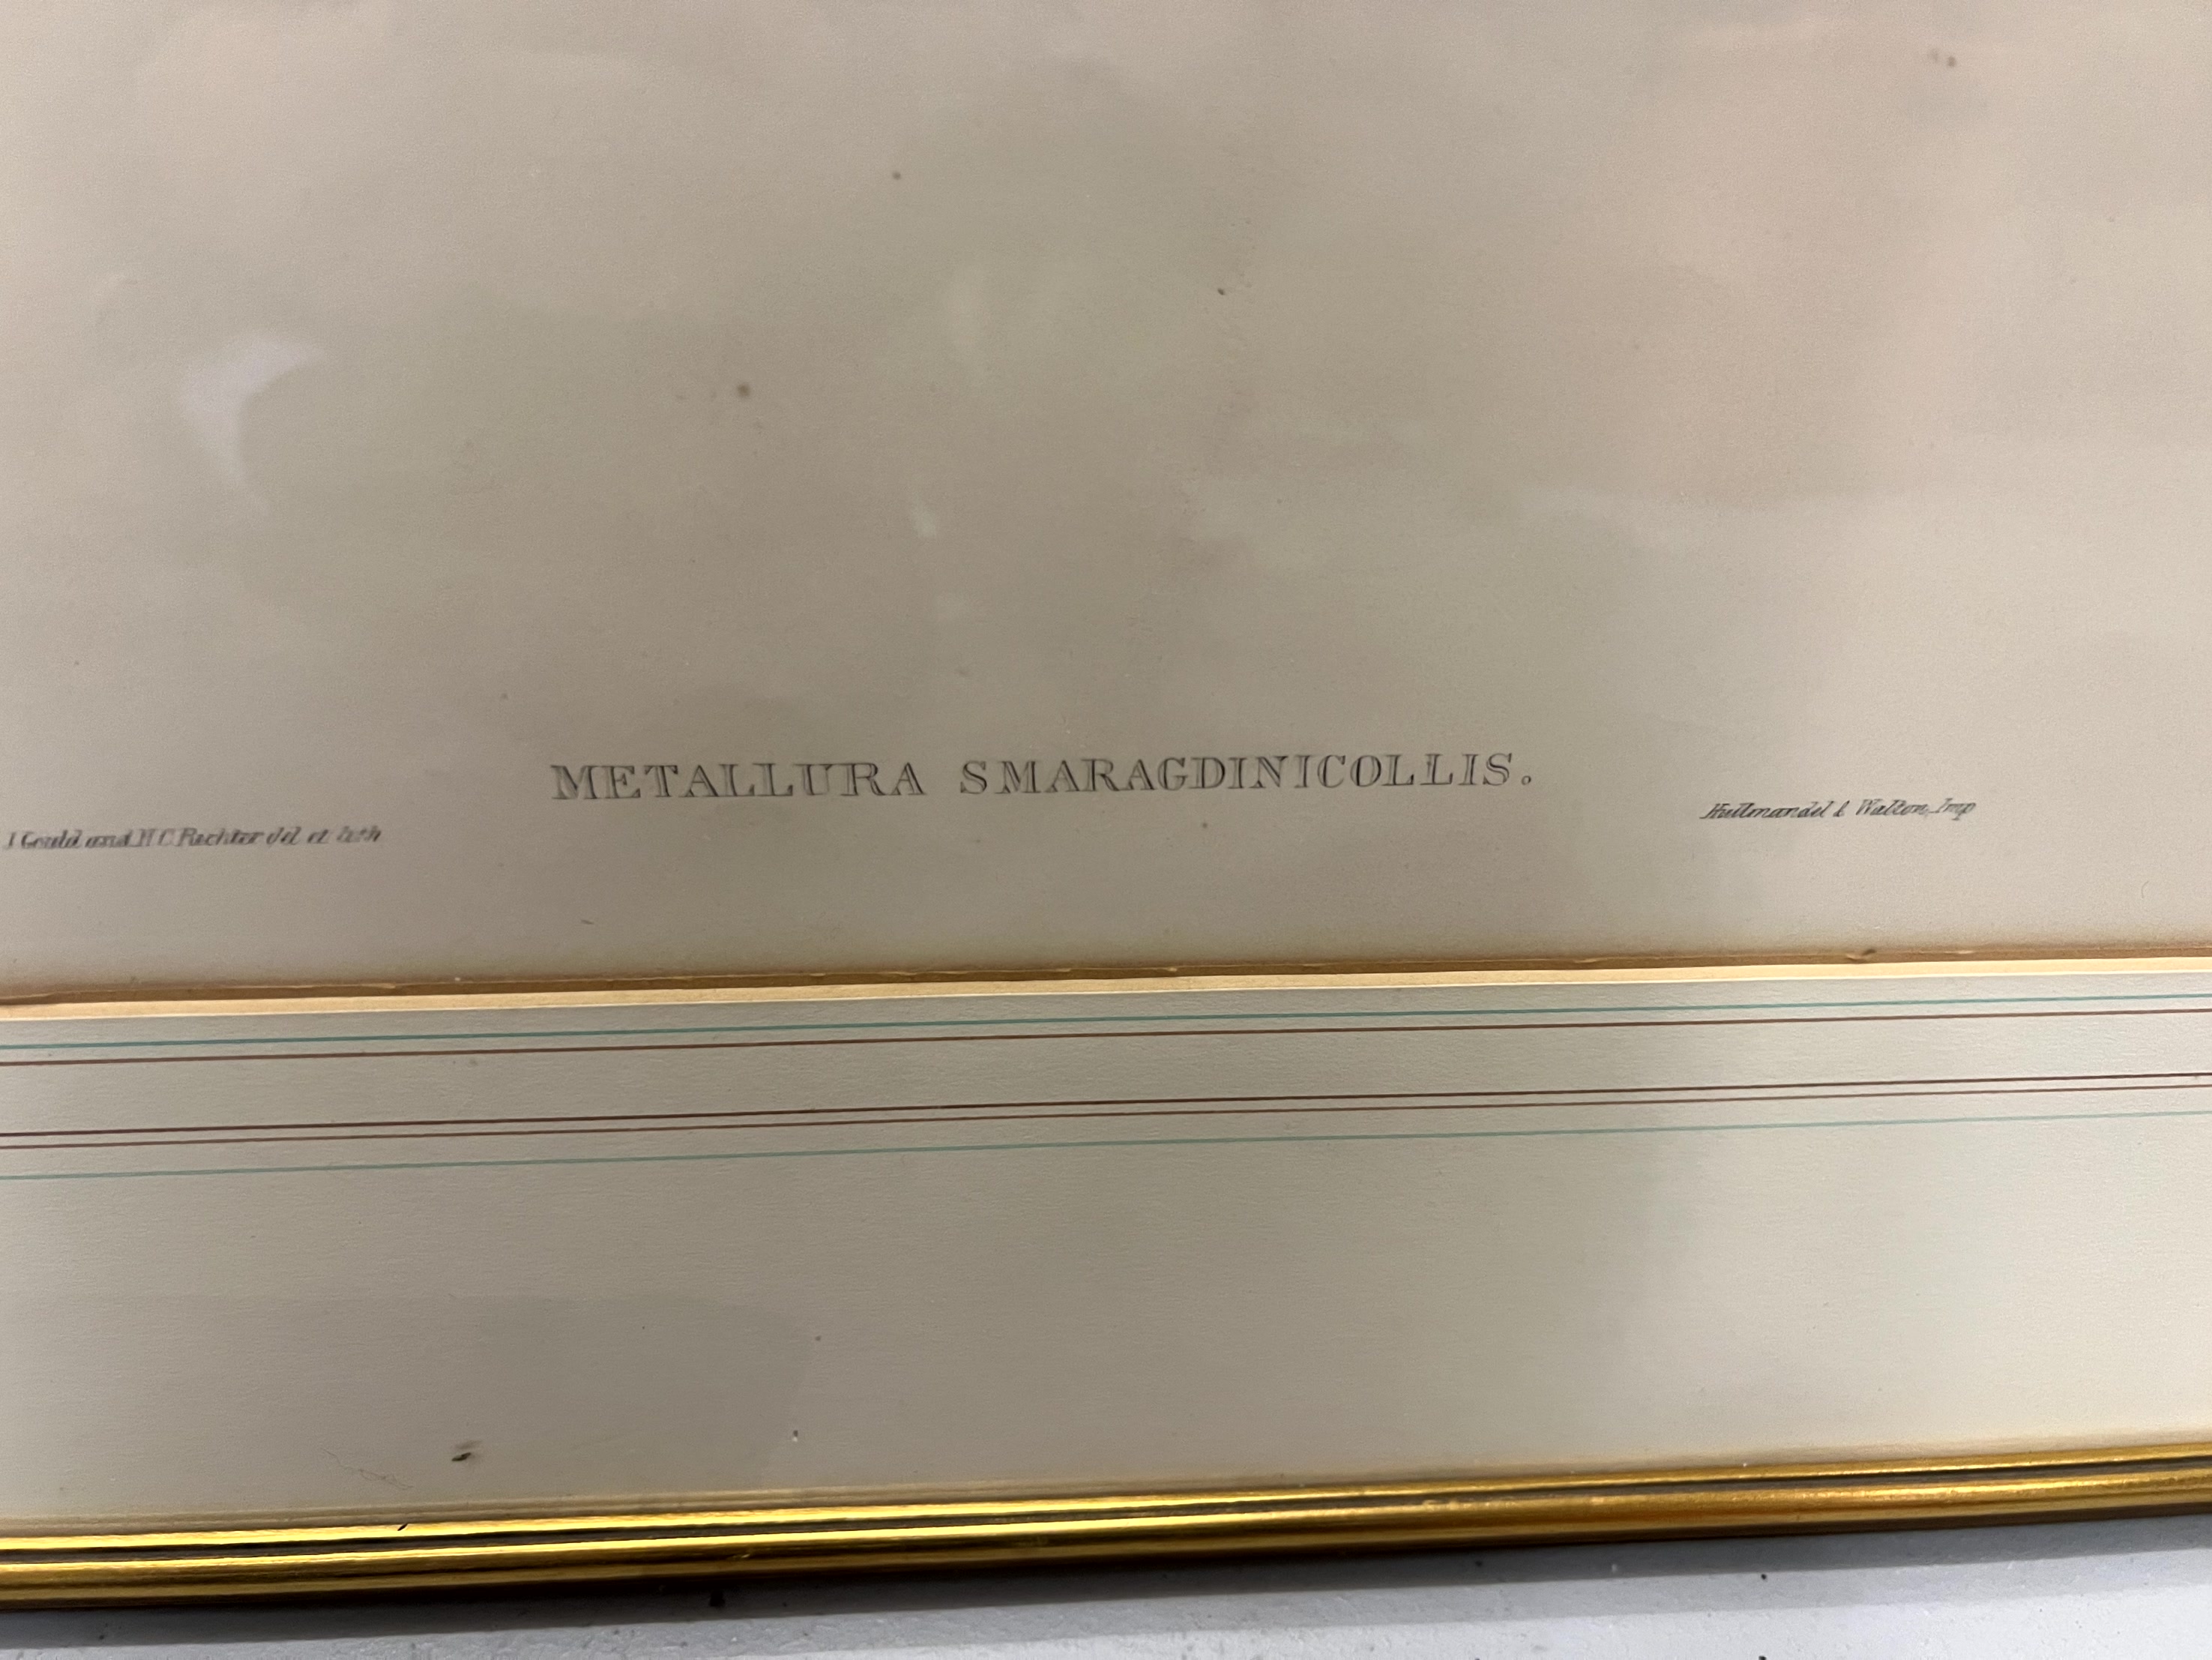 METALLURA SMARAGDINICOLLIS.
J Gould and H C Richter del et lith
Hullmandel & Walton, Imp